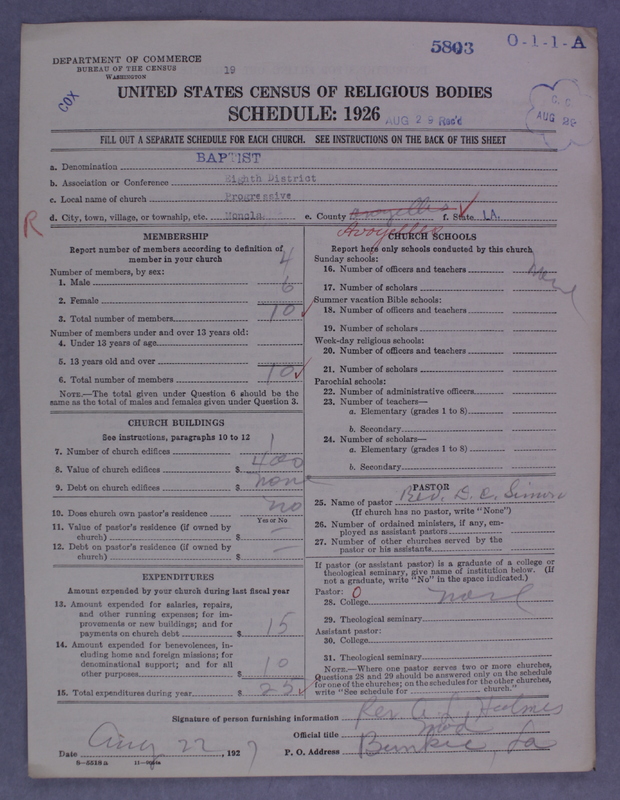 5803 0-1-1-A
DEPARTMENT OF COMMERCE
BUREAU OF THE CENSUS
WASHINGTON
19
COX
UNITED STATES CENSUS OF RELIGIOUS BODIES
SCHEDULE: 1926
AUG 29 Rec'd
AUG 29
FILL OUT A SEPARATE SCHEDULE FOR EACH CHURCH. SEE INSTRUCTIONS ON THE BACK OF THIS SHEET
a. Denomination BAPTIST
b. Association or Conference Eighth District
c. Local name of church Progressive
R
d. City, town, village, or township, etc. Moncla e. County Avoyelles f. State LA.
Avoyelles
MEMBERSHIP
Report number of members according to definition of
member in your church
Number of members, by sex:
1. Male 4
2. Female 6
3. Total number of members 10
Number of members under and over 13 years old:
4. Under 13 years of age
5. 13 years old and over
6. Total number of members 10
NOTE.—The total given under Question 6 should be the
same as the total of males and females given under Question 3.
CHURCH BUILDINGS
See instructions, paragraphs 10 to 12
7. Number of church edifices 1
8. Value of church edifices $ 400
9. Debt on church edifices $ none
10. Does church own pastor's residence no
Yes or No
11. Value of pastor's residence (if owned by
church) $ —
12. Debt on pastor's residence (if owned by
church) $ —
EXPENDITURES
Amount expended by your church during last fiscal year
13. Amount expended for salaries, repairs,
and other running expenses; for im-
provements or new buildings; and for
payments on church debt $ 15
14. Amount expended for benevolences, in-
cluding home and foreign missions; for
denominational support; and for all
other purposes $ 10
15. Total expenditures during year $ 25
CHURCH SCHOOLS
Report here only schools conducted by this church
Sunday schools:
16. Number of officers and teachers None
17. Number of scholars
Summer vacation Bible schools:
18. Number of officers and teachers
19. Number of scholars
Week-day religious schools:
20. Number of officers and teachers
21. Number of scholars
Parochial schools:
22. Number of administrative officers
23. Number of teachers—
a. Elementary (grades 1 to 8)
b. Secondary
24. Number of scholars—
a. Elementary (grades 1 to 8)
b. Secondary
PASTOR
25. Name of pastor Rev. D. C. Simon
(If church has no pastor, write "None")
26. Number of ordained ministers, if any, em-
ployed as assistant pastors
27. Number of other churches served by the
pastor or his assistants
If pastor (or assistant pastor) is a graduate of a college or
theological seminary, give name of institution below. (If
not a graduate, write "No" in the space indicated.)
Pastor: 0
28. College none
29. Theological seminary
Assistant pastor:
30. College
31. Theological seminary
NOTE.—Where one pastor serves two or more churches,
Questions 28 and 29 should be answered only on the schedule
for one of the churches; on the schedules for the other churches,
write "See schedule for church."
Signature of person furnishing information Rev. A. L. Holmes
Official title Mod
Date Aug 22, 1927 P. O. Address Bunkie, La
8—5518a